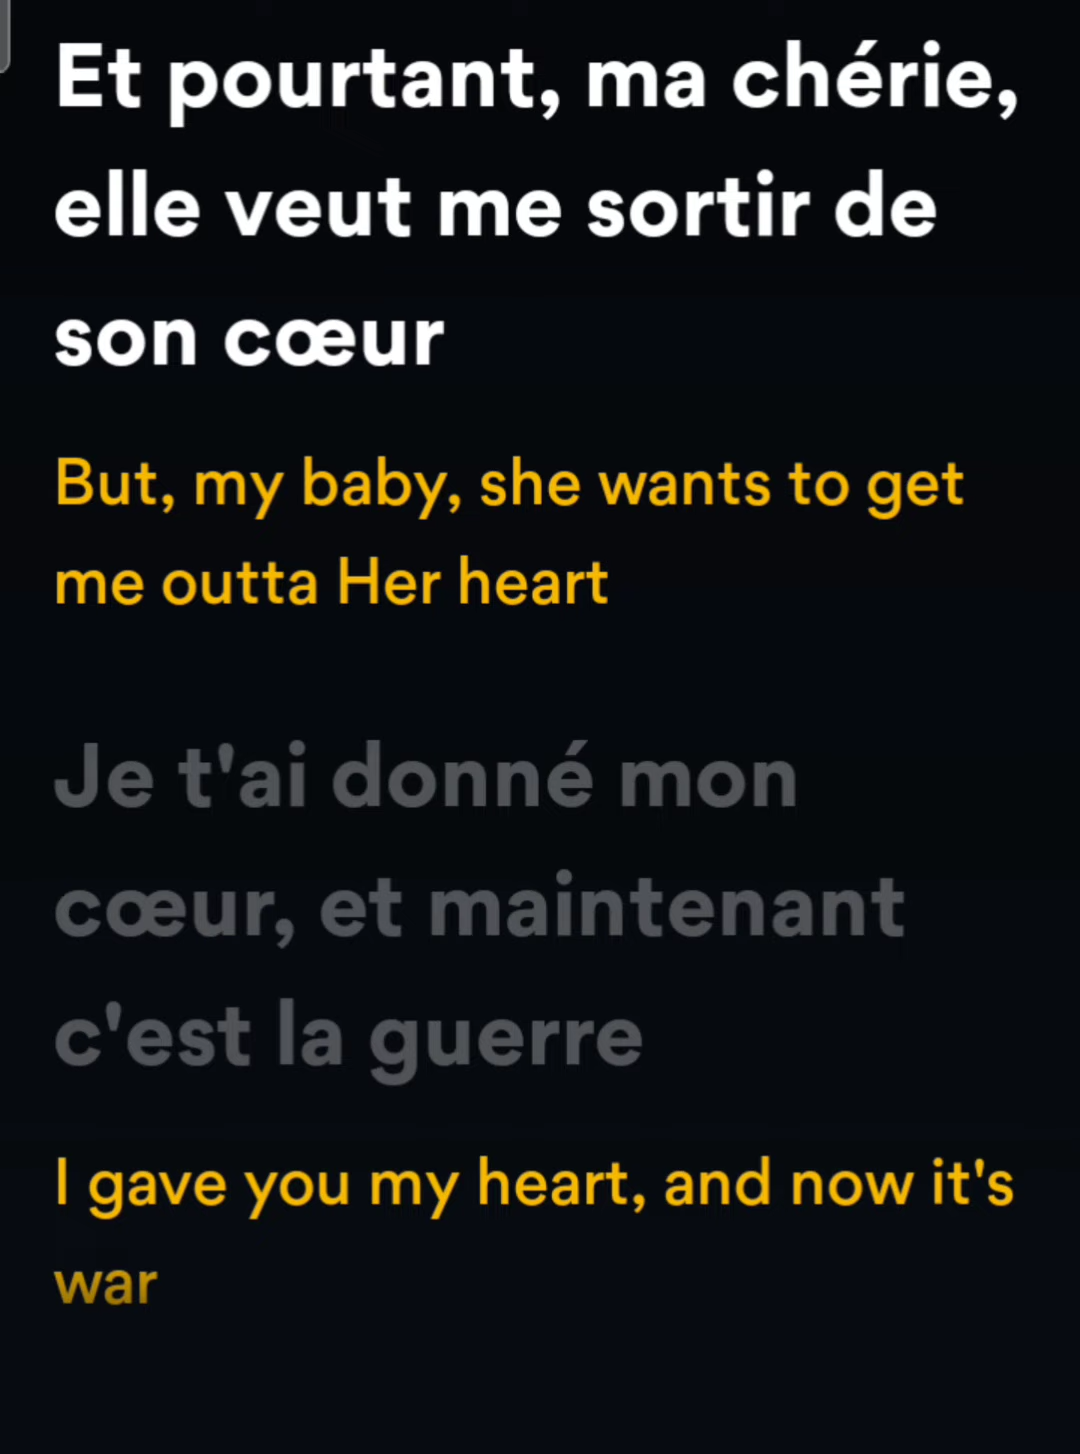 Et pourtant, ma chérie,
elle veut me sortir de
son cœur
But, my baby, she wants to get
me outta Her heart
Je t'ai donné mon
cœur, et maintenant
c'est la guerre
I gave you my heart, and now it's
war